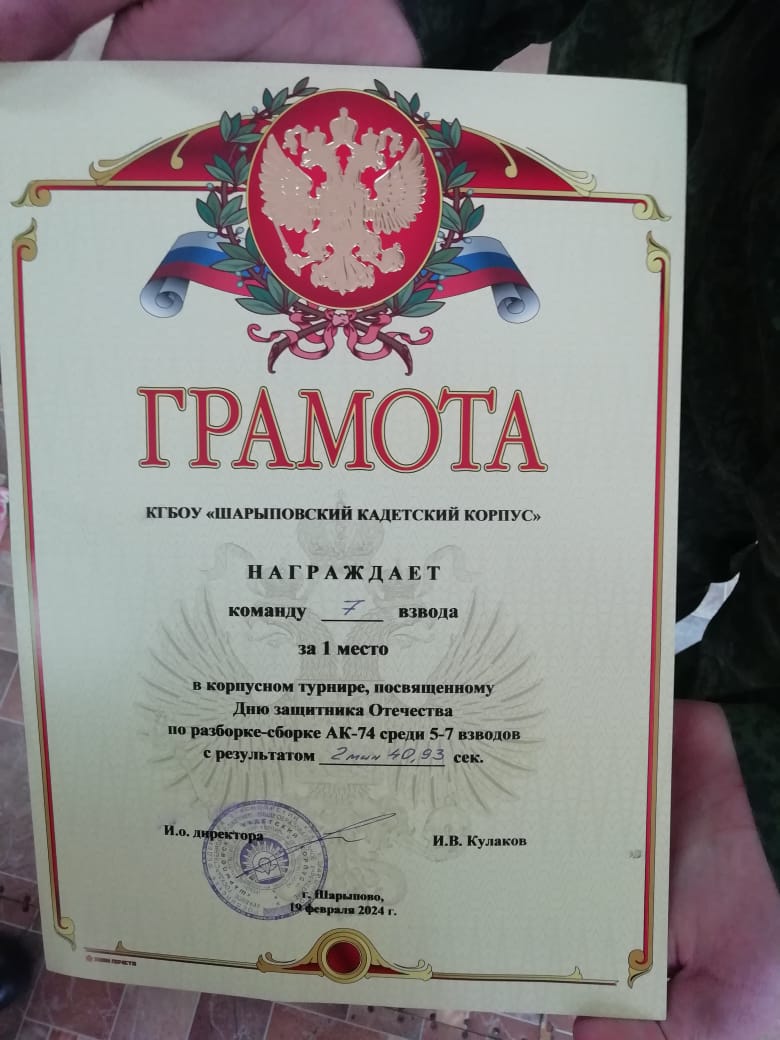 ГРАМОТА
КГБОУ «ШАРЫПОВСКИЙ КАДЕТСКИЙ КОРПУС»
НАГРАЖДАЕТ
команду 7 взвода
за 1 место
в корпусном турнире, посвященному
Дню защитника Отечества
по разборке-сборке АК-74 среди 5-7 взводов
с результатом 2 мин 40,93 сек.
И.о. директора И.В. Кулаков
г. Шарыпово,
19 февраля 2024 г.